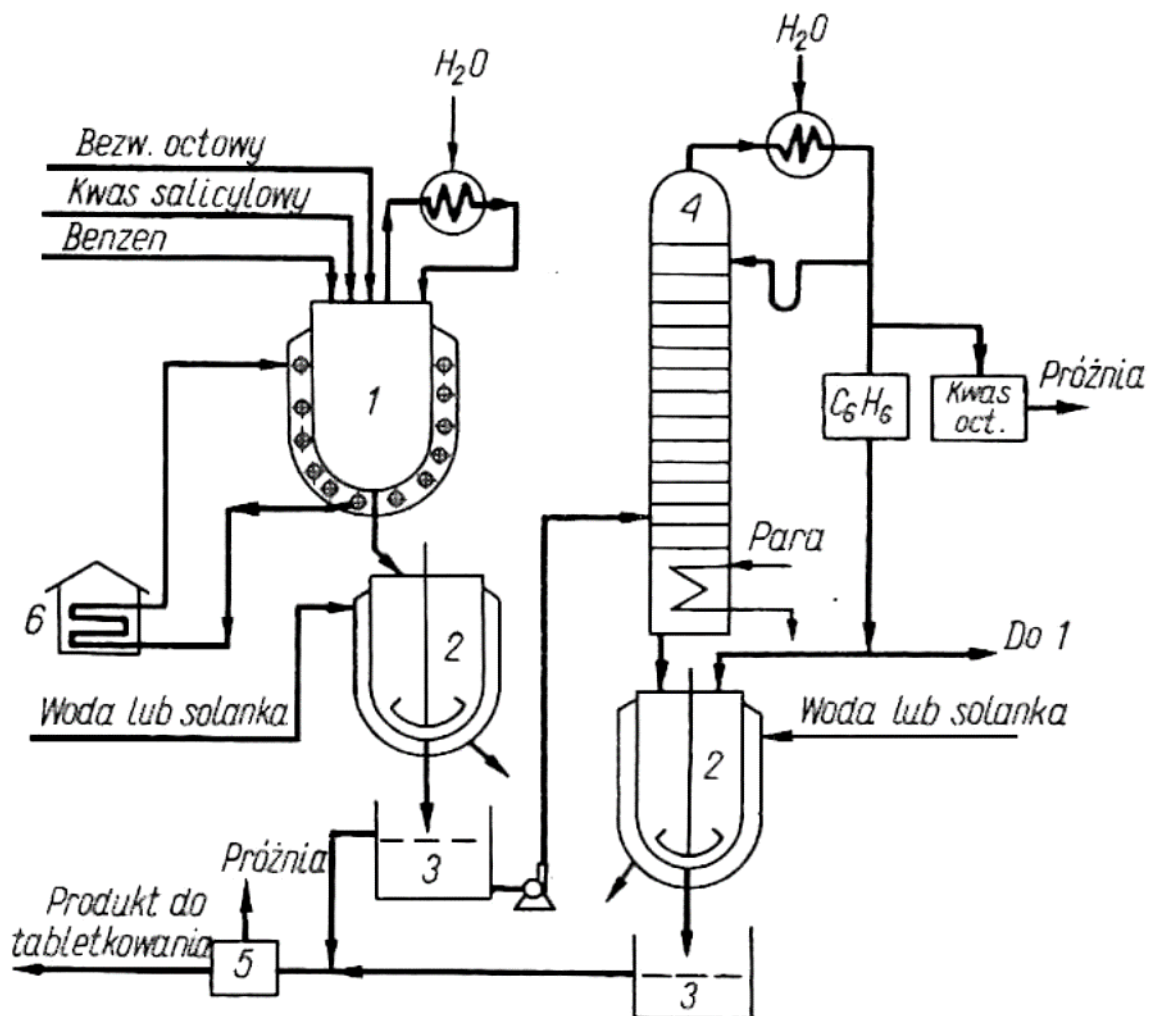 H₂O
H₂O
Bezw. octowy
Kwas salicylowy
Benzen
4
1
C₆H₆
Kwas
oct.
Próżnia
Para
6
2
Do 1
Woda lub solanka
Woda lub solanka
2
Próżnia
3
Produkt do
tabletkowania
5
3